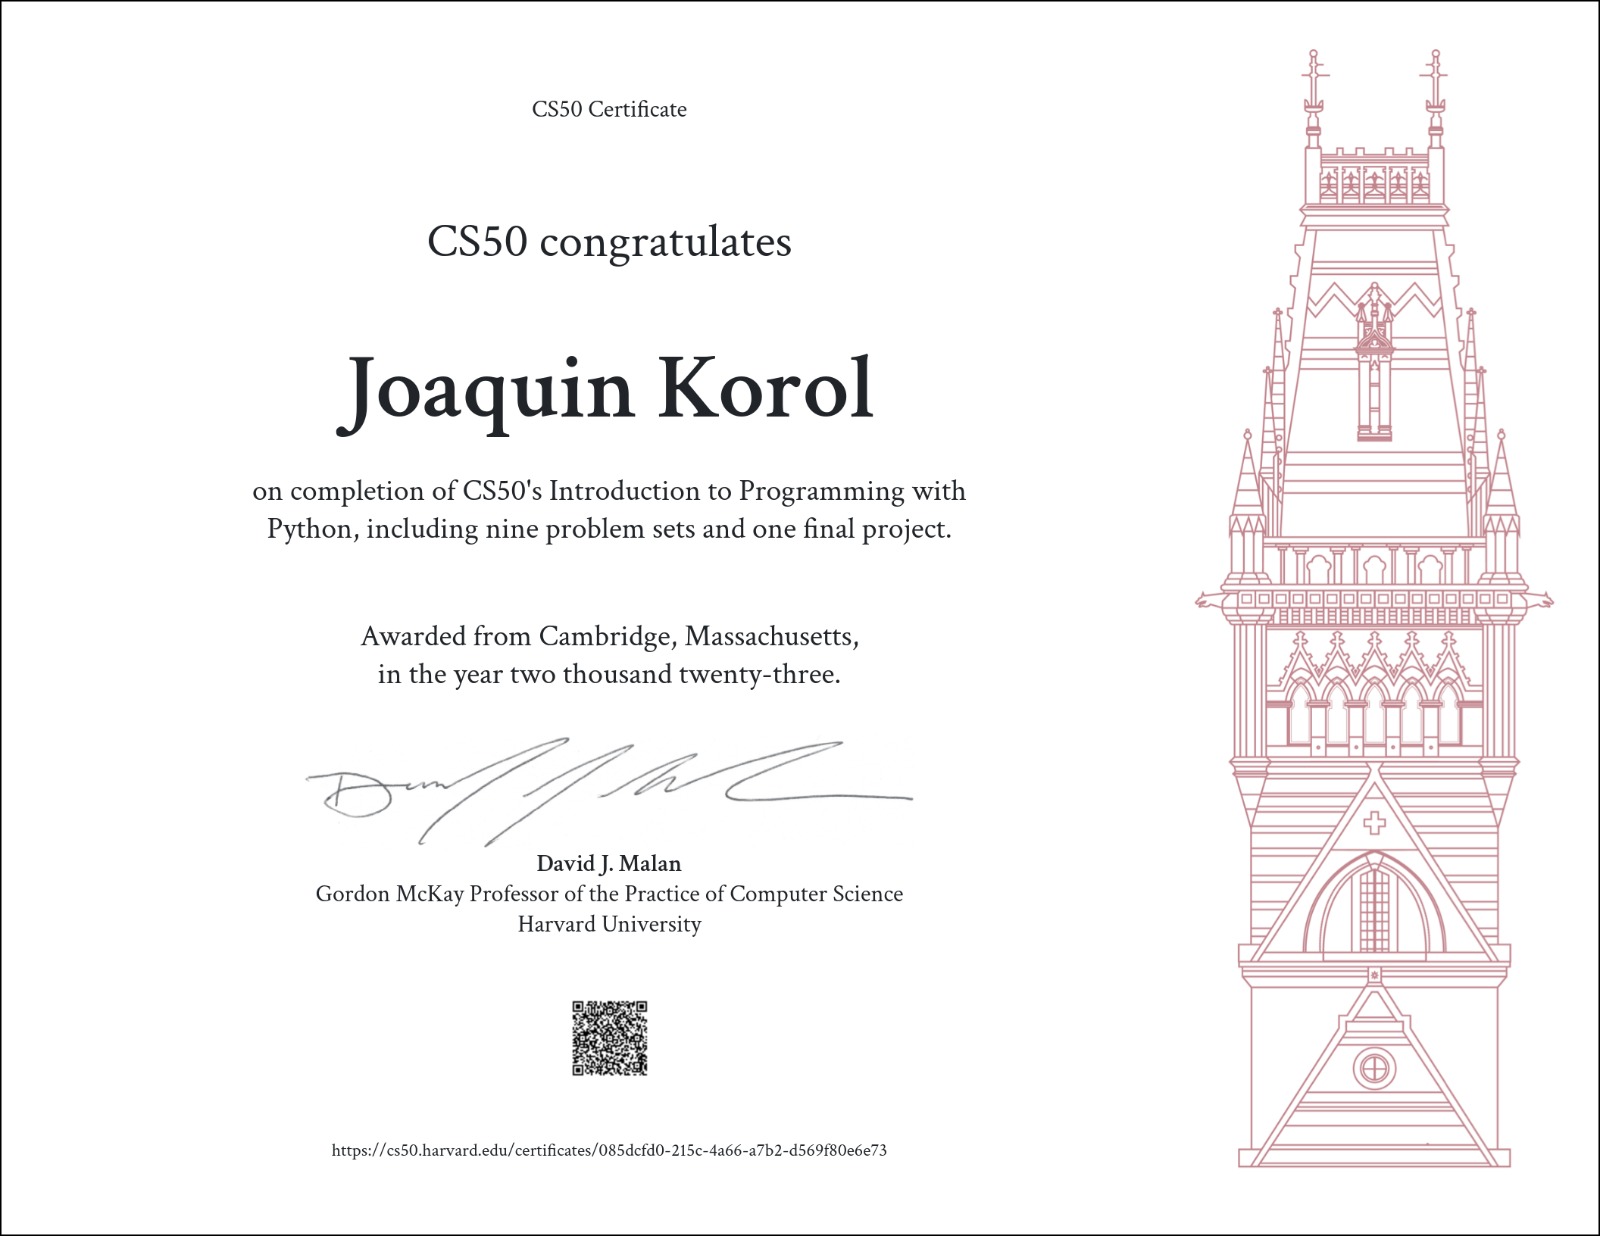 CS50 Certificate
CS50 congratulates
Joaquin Korol
on completion of CS50's Introduction to Programming with
Python, including nine problem sets and one final project.
Awarded from Cambridge, Massachusetts,
in the year two thousand twenty-three.
David J. Malan
Gordon McKay Professor of the Practice of Computer Science
Harvard University
https://cs50.harvard.edu/certificates/085dcfd0-215c-4a66-a7b2-d569f80e6e73